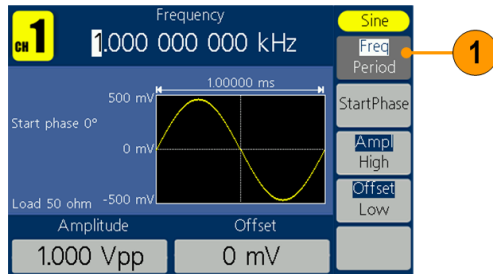 CH 1
Frequency
1.000 000 000 kHz
1.00000 ms
500 mV
Start phase 0°
0 mV
Load 50 ohm
-500 mV
Amplitude
Offset
1.000 Vpp
0 mV
Sine
Freq
Period
1
StartPhase
Ampl
High
Offset
Low